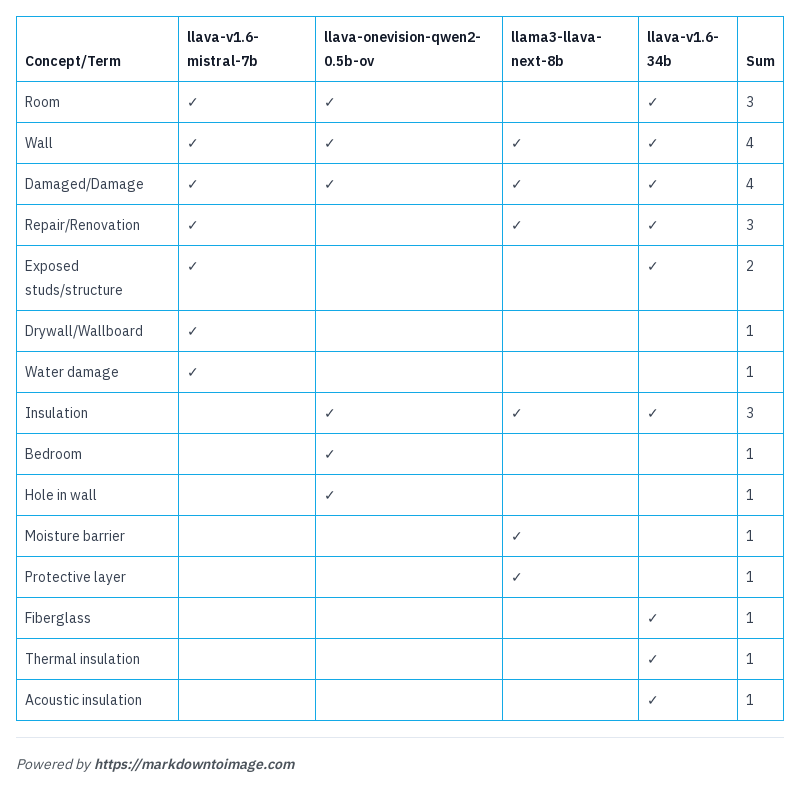 Concept/Term llava-v1.6-mistral-7b llava-onevision-qwen2-0.5b-ov llama3-llava-next-8b llava-v1.6-34b Sum
Room ✓ ✓ ✓ 3
Wall ✓ ✓ ✓ ✓ 4
Damaged/Damage ✓ ✓ ✓ ✓ 4
Repair/Renovation ✓ ✓ ✓ 3
Exposed studs/structure ✓ ✓ 2
Drywall/Wallboard ✓ 1
Water damage ✓ 1
Insulation ✓ ✓ ✓ 3
Bedroom ✓ 1
Hole in wall ✓ 1
Moisture barrier ✓ 1
Protective layer ✓ 1
Fiberglass ✓ 1
Thermal insulation ✓ 1
Acoustic insulation ✓ 1
Powered by https://markdowntoimage.com